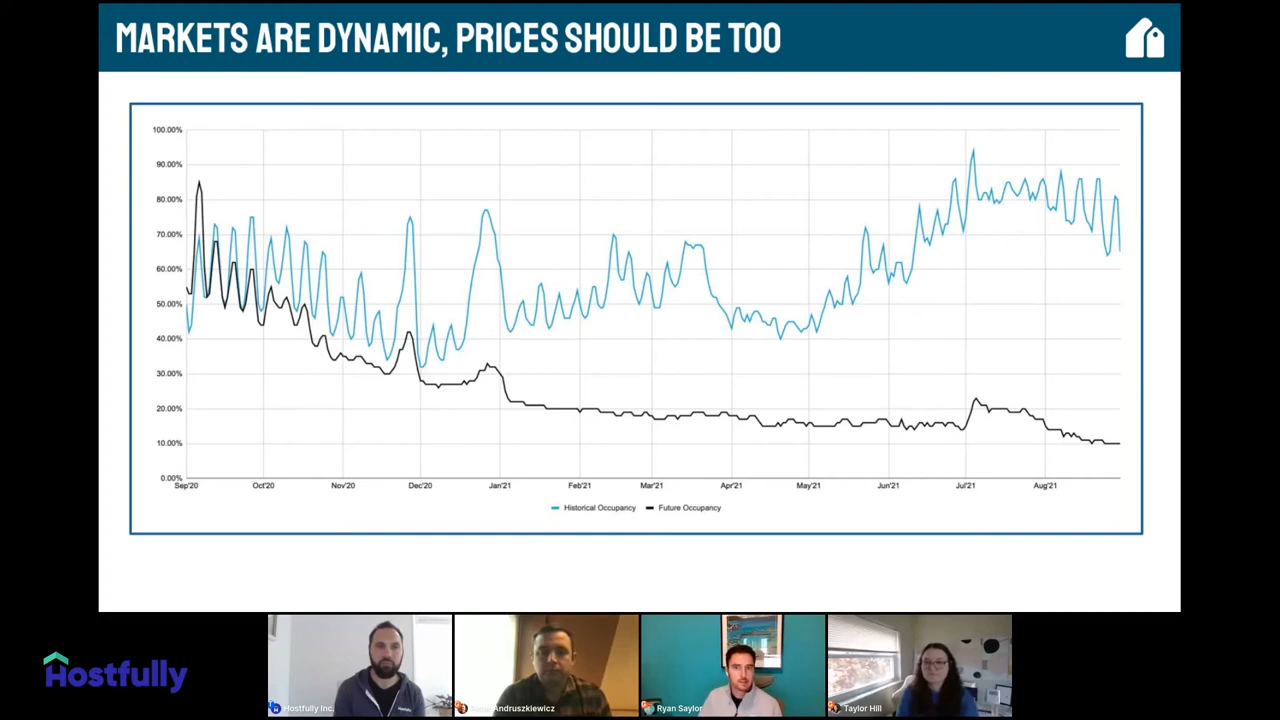 MARKETS ARE DYNAMIC, PRICES SHOULD BE TOO
100.00%
90.00%
80.00%
70.00%
60.00%
50.00%
40.00%
30.00%
20.00%
10.00%
0.00%
Sep'20 Oct'20 Nov'20 Dec'20 Jan'21 Feb'21 Mar'21 Apr'21 May'21 Jun'21 Jul'21 Aug'21
Historical Occupancy Future Occupancy
Hostfully
Hostfully Inc. Andruszkiewicz Ryan Saylor Taylor Hill